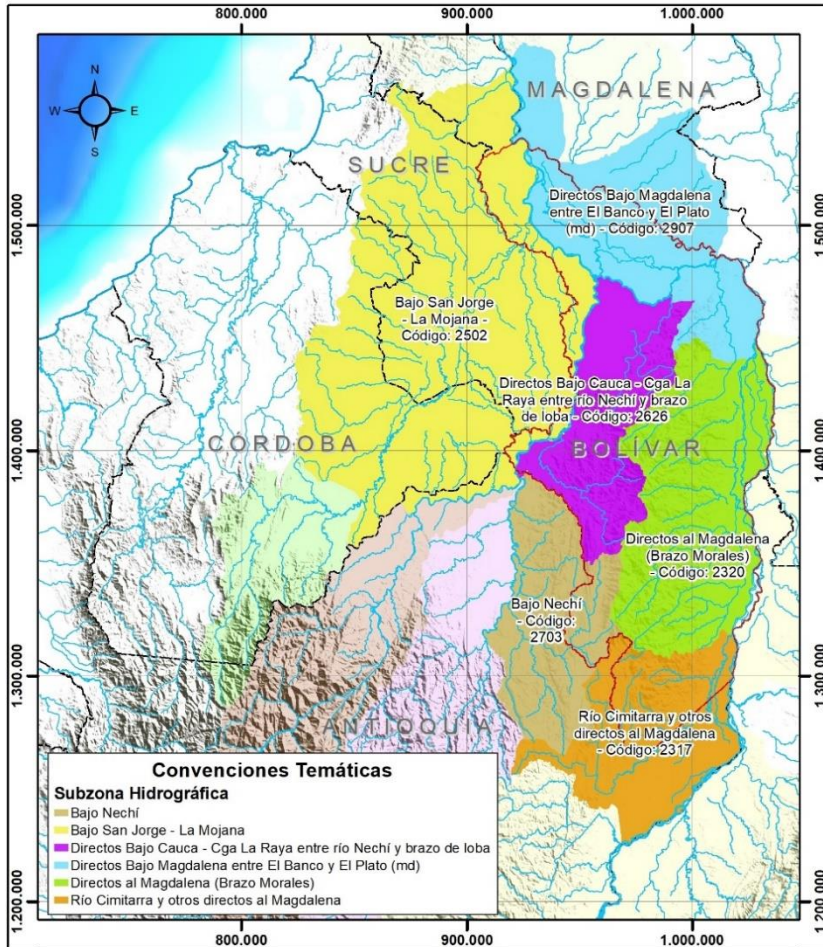 800.000
900.000
1.000.000
N
W
E
S
MAGDALENA
SUCRE
1.500.000
1.500.000
Directos Bajo Magdalena
entre El Banco y El Plato
(md) - Código: 2907
Bajo San Jorge
- La Mojana -
Código: 2502
Directos Bajo Cauca - Cga La
Raya entre río Nechí y brazo
de loba - Código: 2626
CÓRDOBA
BOLÍVAR
1.400.000
1.400.000
Directos al Magdalena
(Brazo Morales)
- Código: 2320
Bajo Nechí
- Código:
2703
1.300.000
1.300.000
ANTIOQUIA
Río Cimitarra y otros
directos al Magdalena
- Código: 2317
Convenciones Temáticas
Subzona Hidrográfica
Bajo Nechí
Bajo San Jorge - La Mojana
Directos Bajo Cauca - Cga La Raya entre río Nechí y brazo de loba
Directos Bajo Magdalena entre El Banco y El Plato (md)
Directos al Magdalena (Brazo Morales)
Río Cimitarra y otros directos al Magdalena
1.200.000
1.200.000
800.000
900.000
1.000.000